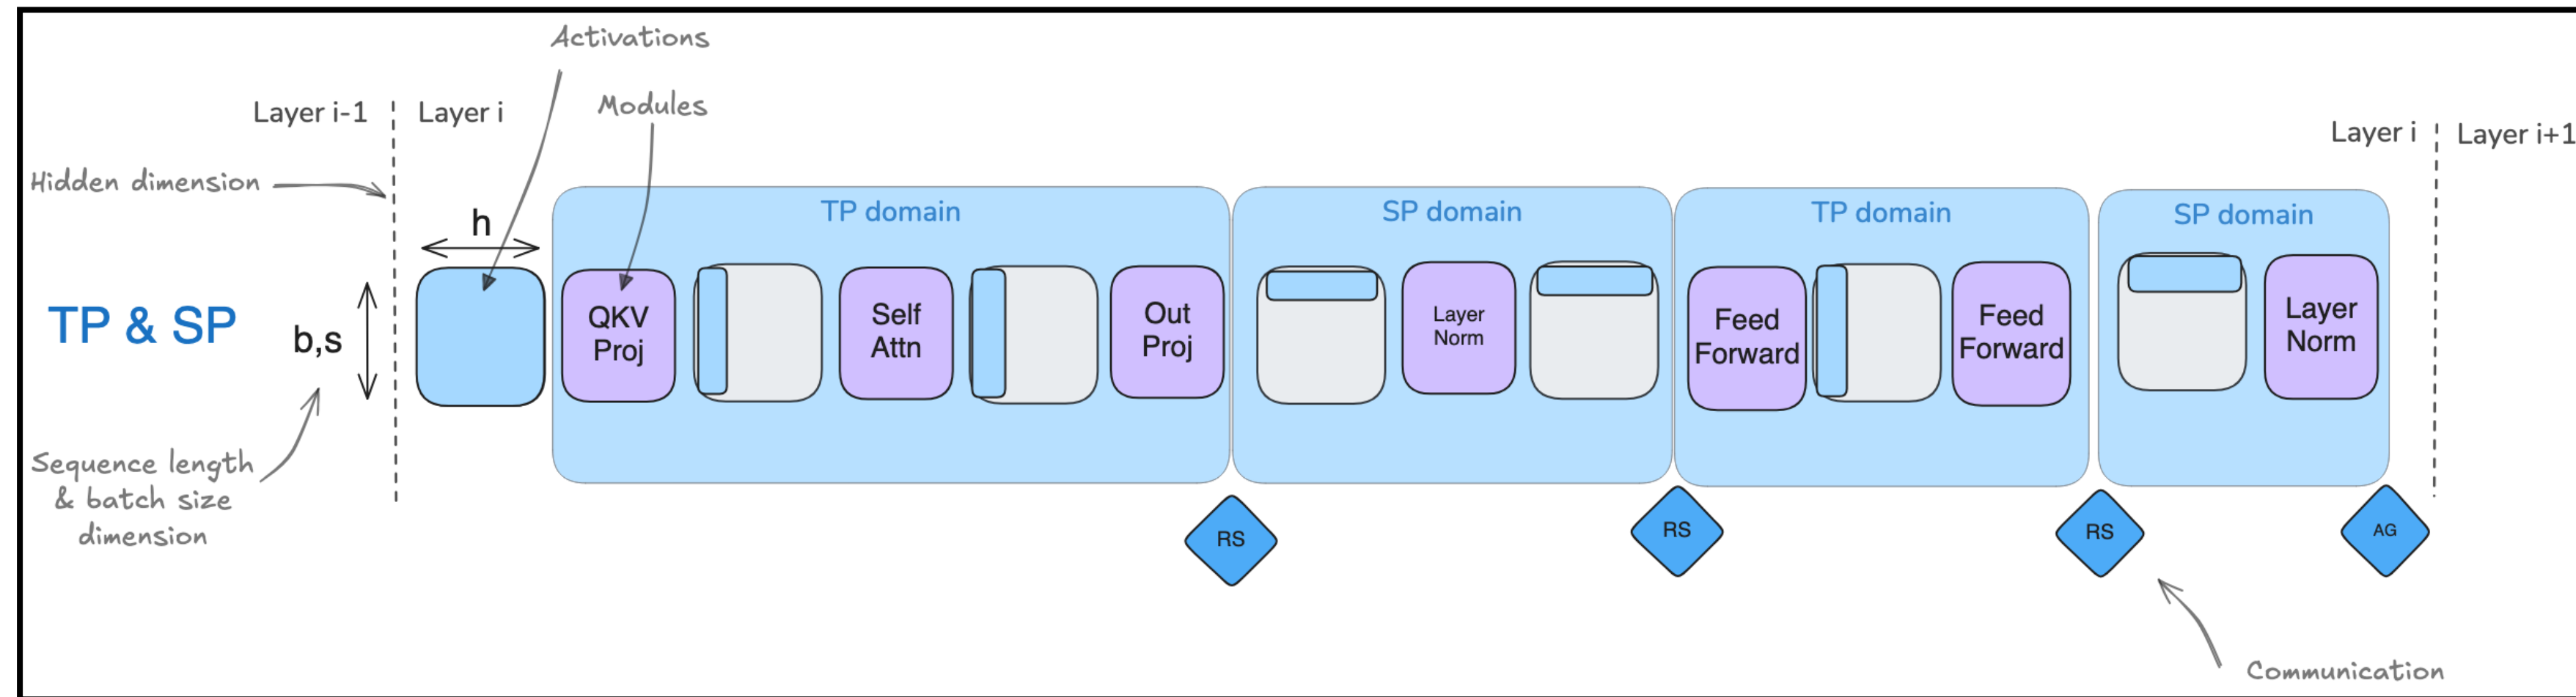 Activations
Modules
Layer i-1
Layer i
Layer i
Layer i+1
Hidden dimension
h
TP domain
SP domain
TP domain
SP domain
TP & SP
b,s
QKV
Proj
Self
Attn
Out
Proj
Layer
Norm
Feed
Forward
Feed
Forward
Layer
Norm
Sequence length
& batch size
dimension
RS
RS
RS
AG
Communication